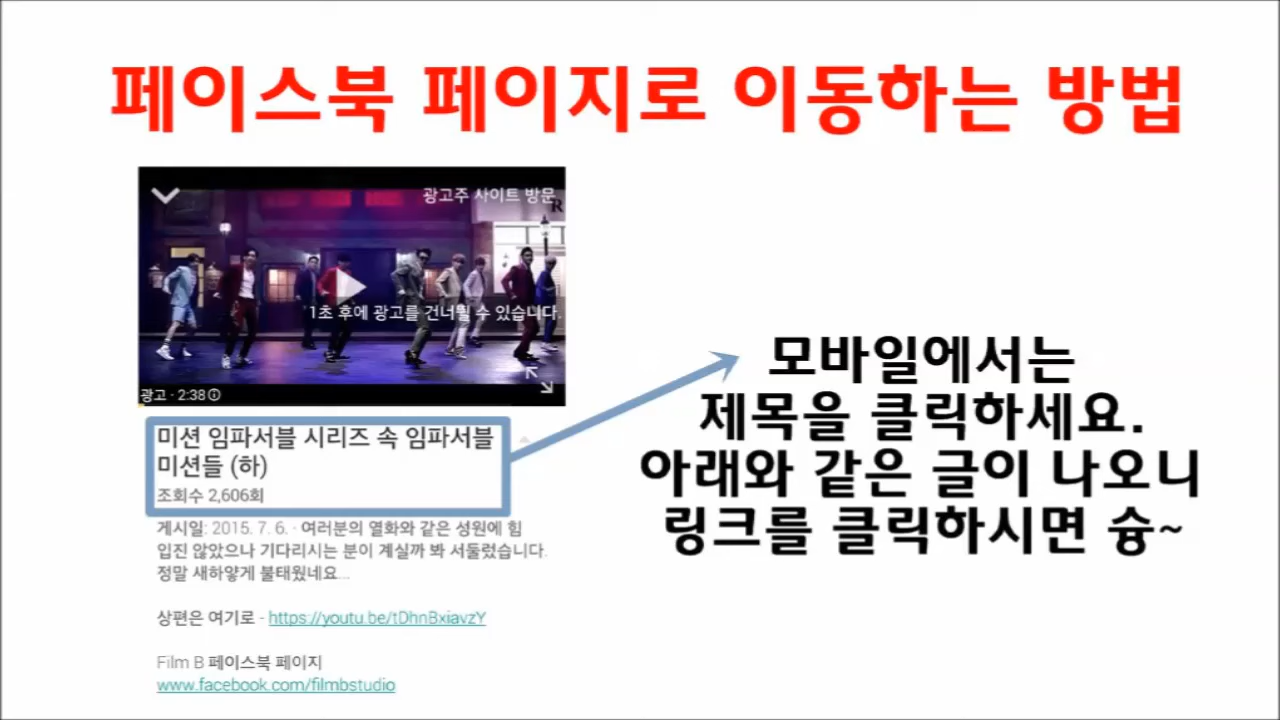 페이스북 페이지로 이동하는 방법
광고주 사이트 방문
R
1초 후에 광고를 건너뛸 수 있습니다.
광고 · 2:38ⓘ
미션 임파서블 시리즈 속 임파서블
미션들 (하)
조회수 2,606회
게시일: 2015. 7. 6. · 여러분의 열화와 같은 성원에 힘
입진 않았으나 기다리시는 분이 계실까 봐 서둘렀습니다.
정말 새하얗게 불태웠네요...
상편은 여기로 - https://youtu.be/tDhnBxiavzY
Film B 페이스북 페이지
www.facebook.com/filmbstudio
모바일에서는
제목을 클릭하세요.
아래와 같은 글이 나오니
링크를 클릭하시면 슝~